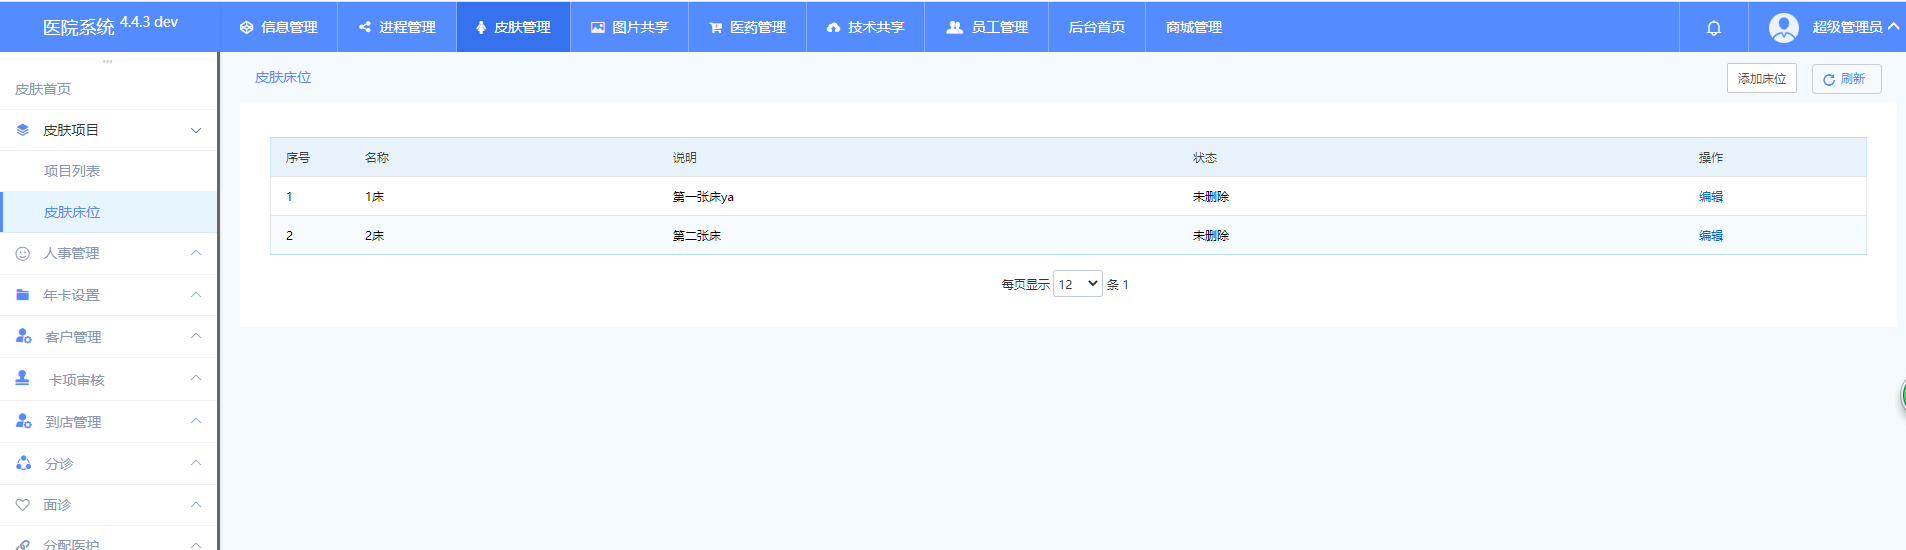 医院系统 4.4.3 dev
信息管理 进程管理 皮肤管理 图片共享 医药管理 技术共享 员工管理 后台首页 商城管理 超级管理员
皮肤首页
皮肤项目
项目列表
皮肤床位
人事管理
年卡设置
客户管理
卡项审核
到店管理
分诊
面诊
分配医护
皮肤床位 添加床位 刷新
序号 名称 说明 状态 操作
1 1床 第一张床ya 未删除 编辑
2 2床 第二张床 未删除 编辑
每页显示 12 条 1